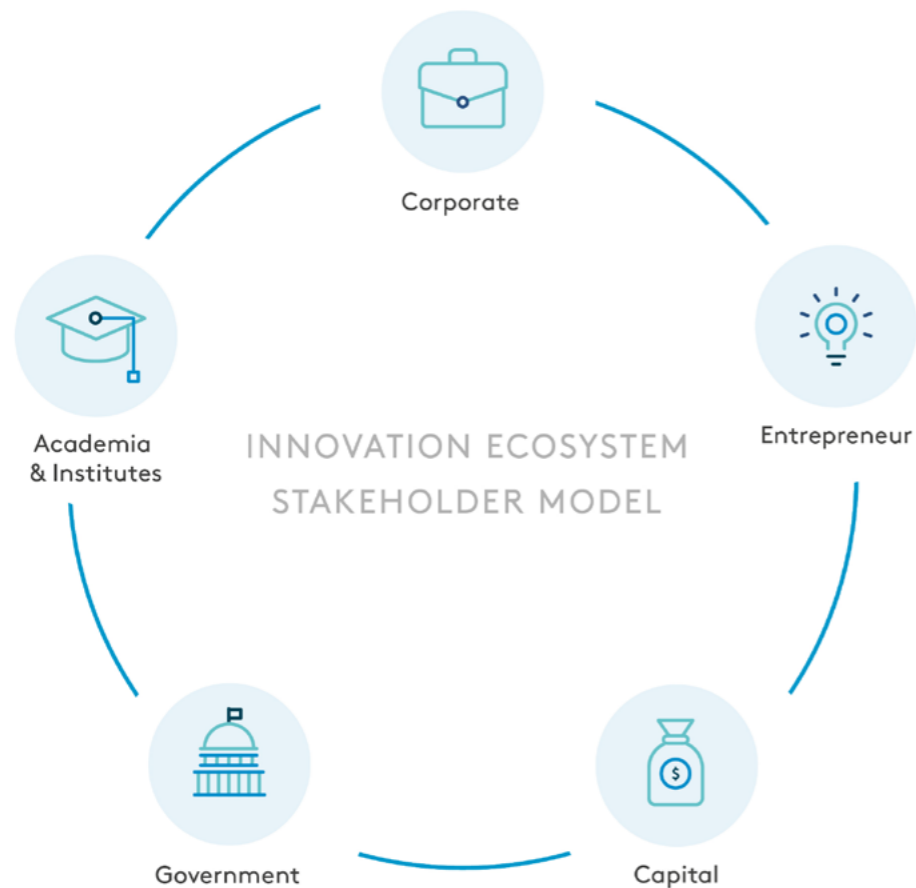 Corporate
Entrepreneur
Academia
& Institutes
INNOVATION ECOSYSTEM
STAKEHOLDER MODEL
$
Government
Capital